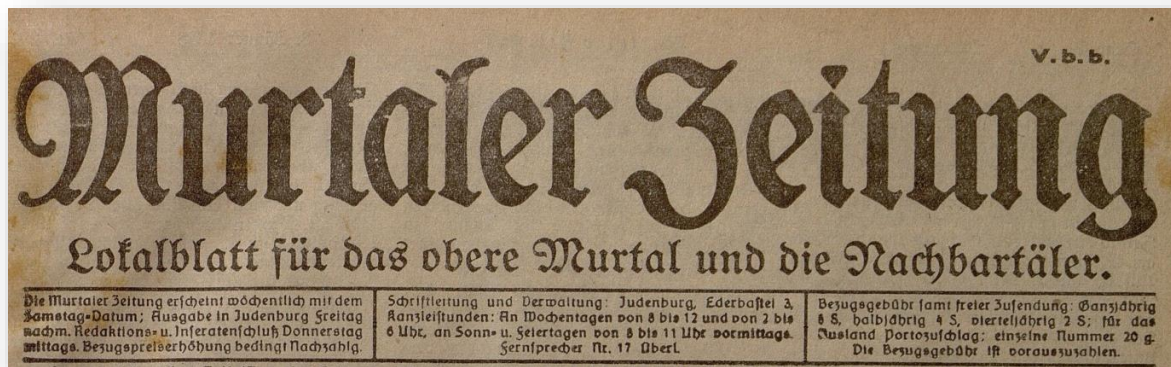 V. b. b.
Murtaler Zeitung
Lokalblatt für das obere Murtal und die Nachbartäler.
Die Murtaler Zeitung erscheint wöchentlich mit dem
Samstag-Datum; Ausgabe in Judenburg Freitag
nachm. Redaktions- u. Inseratenschluß Donnerstag
mittags. Bezugspreiserhöhung bedingt Nachzahlg.
Schriftleitung und Verwaltung: Judenburg, Ederbastei 3,
Kanzleistunden: An Wochentagen von 8 bis 12 und von 2 bis
6 Uhr, an Sonn- u. Feiertagen von 8 bis 11 Uhr vormittags.
Fernsprecher Nr. 17 Überl.
Bezugsgebühr samt freier Zusendung: Ganzjährig
8 S, halbjährig 4 S, vierteljährig 2 S; für das
Ausland Portozuschlag; einzelne Nummer 20 g.
Die Bezugsgebühr ist vorauszuzahlen.